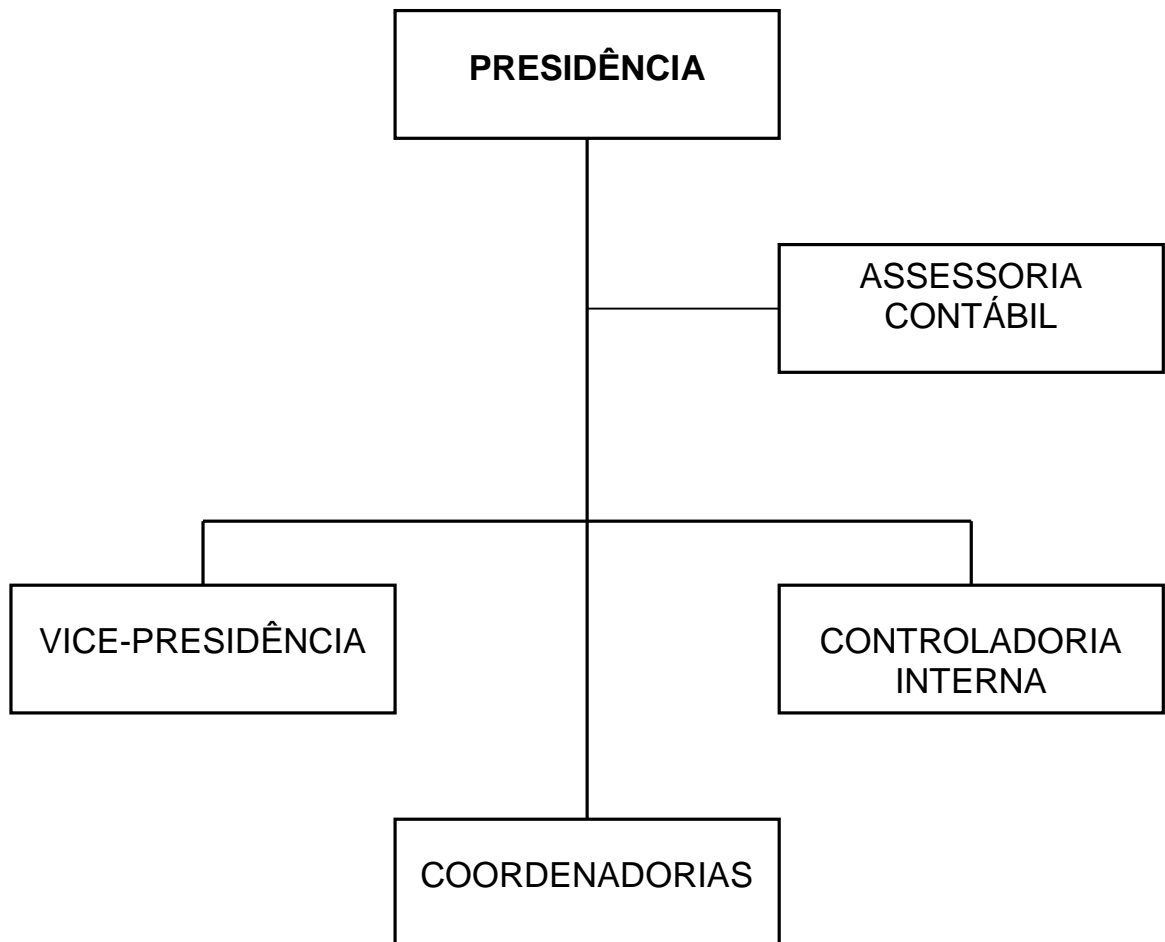 PRESIDÊNCIA
ASSESSORIA
CONTÁBIL
VICE-PRESIDÊNCIA
CONTROLADORIA
INTERNA
COORDENADORIAS